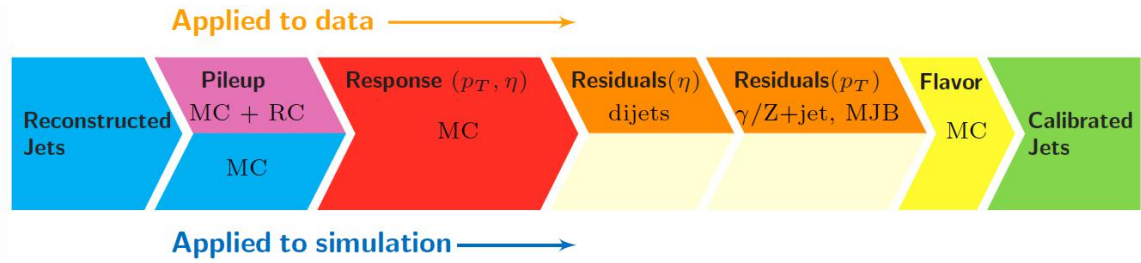 Applied to data
Reconstructed
Jets
Pileup
MC + RC
MC
Response (p_T, η)
MC
Residuals(η)
dijets
Residuals(p_T)
γ/Z+jet, MJB
Flavor
MC
Calibrated
Jets
Applied to simulation